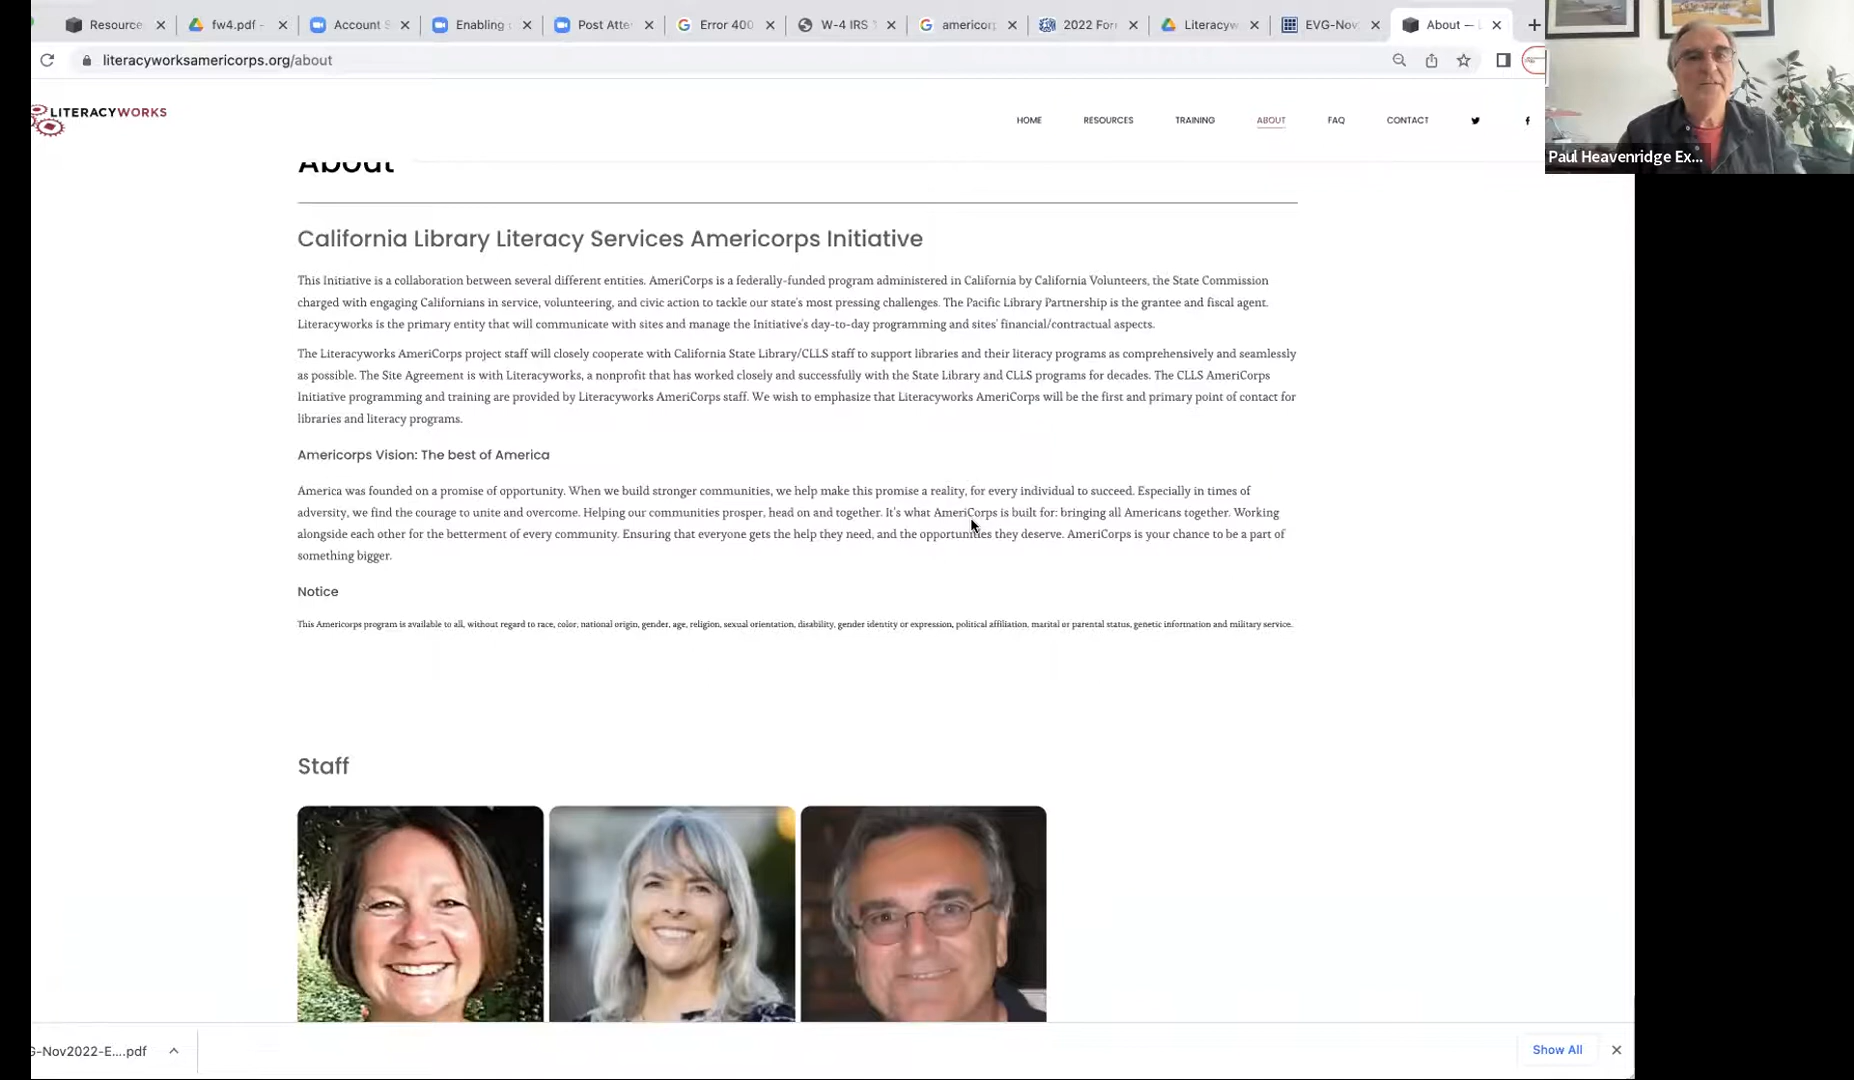 Resource
fw4.pdf -
Account S
Enabling
Post Atte
Error 400
W-4 IRS
americor
2022 For
Literacyw
EVG-Nov
About — L
literacyworksamericorps.org/about
LITERACYWORKS
HOME
RESOURCES
TRAINING
ABOUT
FAQ
CONTACT
Paul Heavenridge Ex...
About
California Library Literacy Services Americorps Initiative
This Initiative is a collaboration between several different entities. AmeriCorps is a federally-funded program administered in California by California Volunteers, the State Commission
charged with engaging Californians in service, volunteering, and civic action to tackle our state's most pressing challenges. The Pacific Library Partnership is the grantee and fiscal agent.
Literacyworks is the primary entity that will communicate with sites and manage the Initiative's day-to-day programming and sites' financial/contractual aspects.
The Literacyworks AmeriCorps project staff will closely cooperate with California State Library/CLLS staff to support libraries and their literacy programs as comprehensively and seamlessly
as possible. The Site Agreement is with Literacyworks, a nonprofit that has worked closely and successfully with the State Library and CLLS programs for decades. The CLLS AmeriCorps
Initiative programming and training are provided by Literacyworks AmeriCorps staff. We wish to emphasize that Literacyworks AmeriCorps will be the first and primary point of contact for
libraries and literacy programs.
Americorps Vision: The best of America
America was founded on a promise of opportunity. When we build stronger communities, we help make this promise a reality, for every individual to succeed. Especially in times of
adversity, we find the courage to unite and overcome. Helping our communities prosper, head on and together. It's what AmeriCorps is built for: bringing all Americans together. Working
alongside each other for the betterment of every community. Ensuring that everyone gets the help they need, and the opportunities they deserve. AmeriCorps is your chance to be a part of
something bigger.
Notice
This Americorps program is available to all, without regard to race, color, national origin, gender, age, religion, sexual orientation, disability, gender identity or expression, political affiliation, marital or parental status, genetic information and military service.
Staff
G-Nov2022-E....pdf
Show All